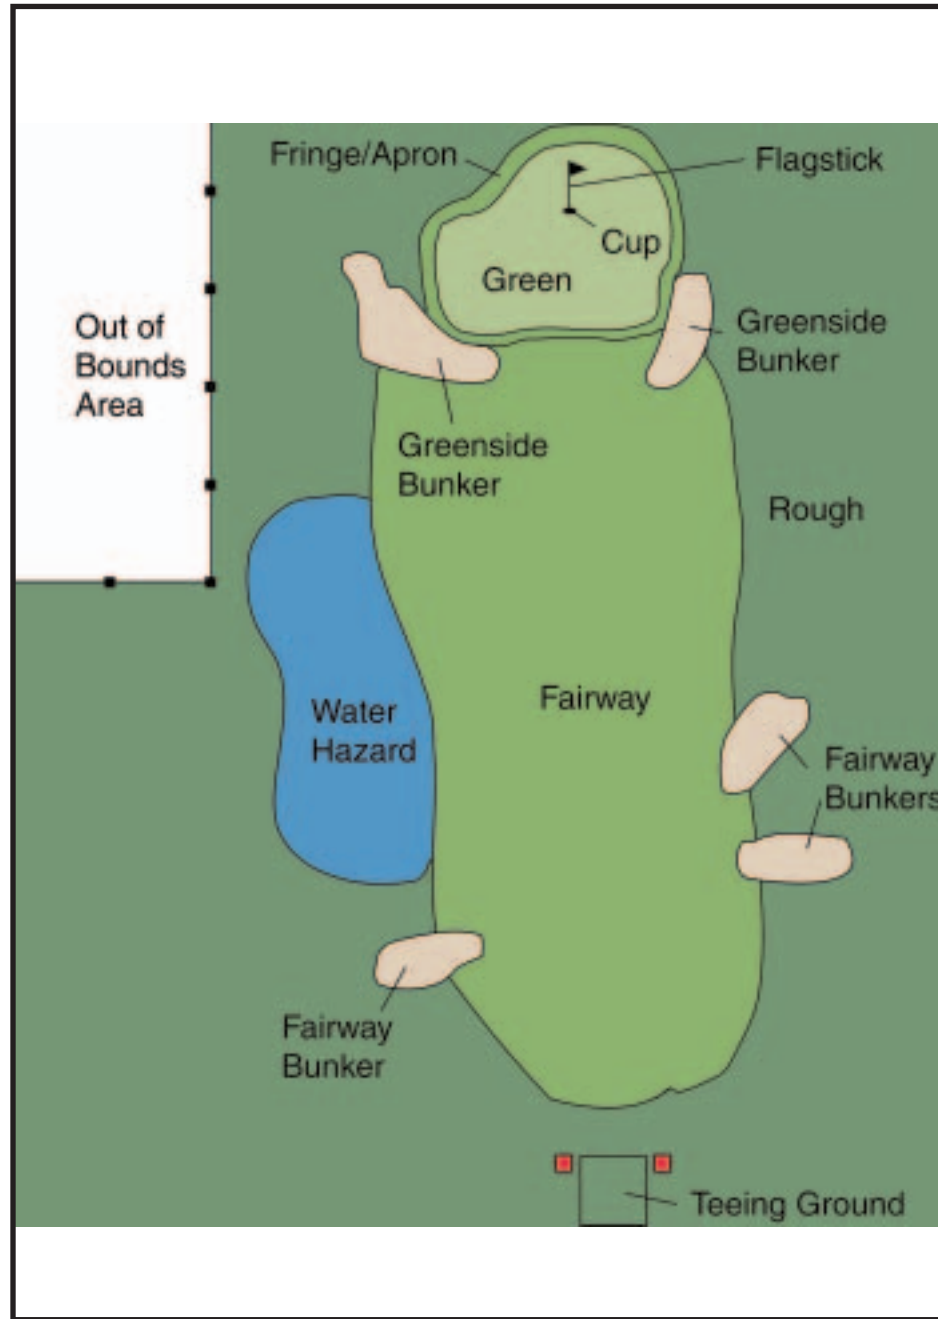 Fringe/Apron
Flagstick
Cup
Green
Out of
Bounds
Area
Greenside
Bunker
Greenside
Bunker
Rough
Water
Hazard
Fairway
Fairway
Bunkers
Fairway
Bunker
Teeing Ground